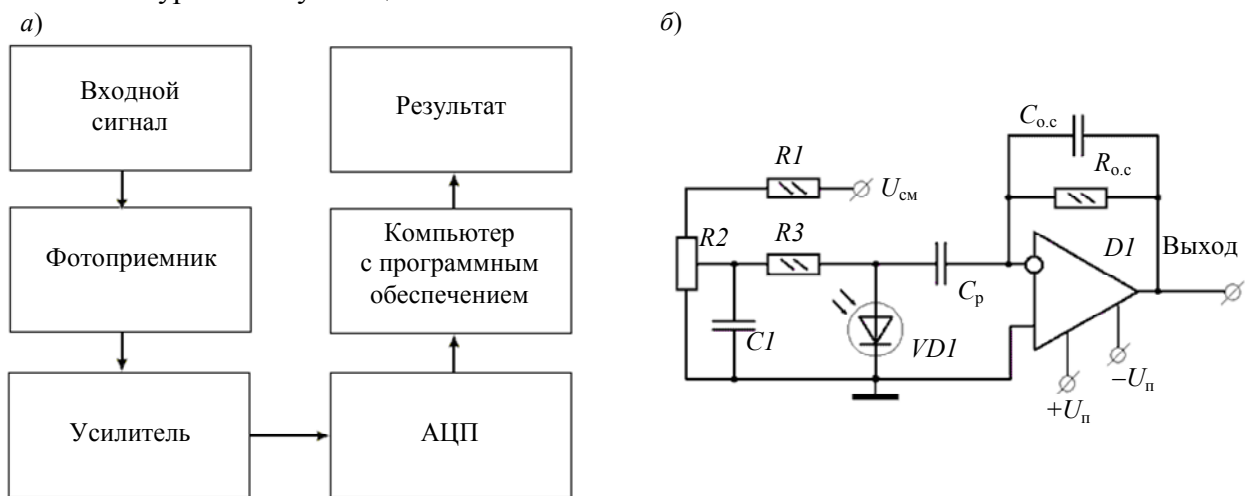 а)
Входной
сигнал
Фотоприемник
Усилитель
АЦП
Компьютер
с программным
обеспечением
Результат
б)
Cо.с
Rо.с
R1
Uсм
R2
R3
D1
Выход
Cр
C1
VD1
–Uп
+Uп